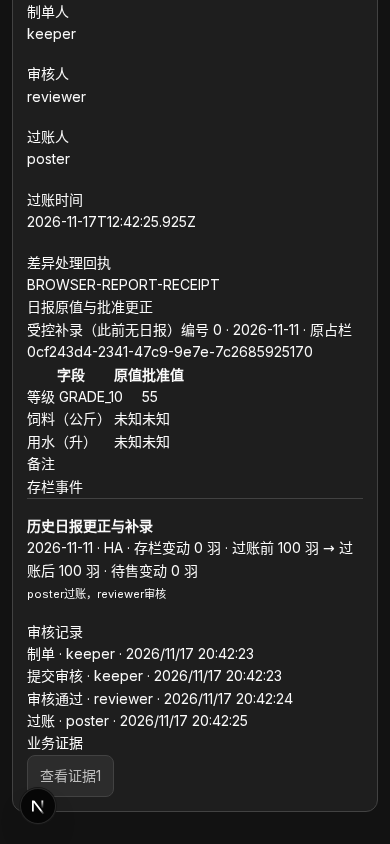 制单人
keeper
审核人
reviewer
过账人
poster
过账时间
2026-11-17T12:42:25.925Z
差异处理回执
BROWSER-REPORT-RECEIPT
日报原值与批准更正
受控补录（此前无日报）编号 0 · 2026-11-11 · 原占栏
0cf243d4-2341-47c9-9e7e-7c2685925170
字段 原值批准值
等级 GRADE_10 55
饲料（公斤） 未知未知
用水（升） 未知未知
备注
存栏事件
历史日报更正与补录
2026-11-11 · HA · 存栏变动 0 羽 · 过账前 100 羽 → 过
账后 100 羽 · 待售变动 0 羽
poster过账，reviewer审核
审核记录
制单 · keeper · 2026/11/17 20:42:23
提交审核 · keeper · 2026/11/17 20:42:23
审核通过 · reviewer · 2026/11/17 20:42:24
过账 · poster · 2026/11/17 20:42:25
业务证据
查看证据1
N